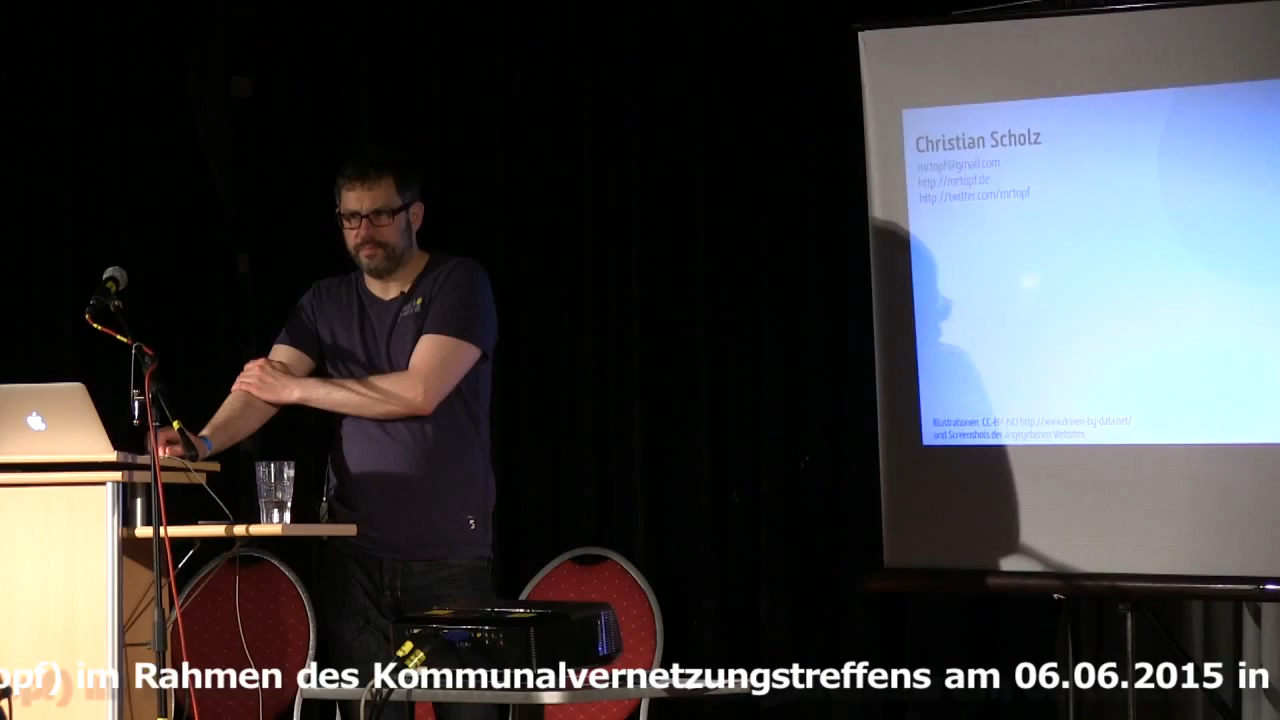 Christian Scholz
mrtopf@gmail.com
http://mrtopf.de
http://twitter.com/mrtopf
Illustrationen: CC-BY-ND http://www.driven-by-data.net/
und Screenshots der angegebenen Websites
opf) im Rahmen des Kommunalvernetzungstreffens am 06.06.2015 in